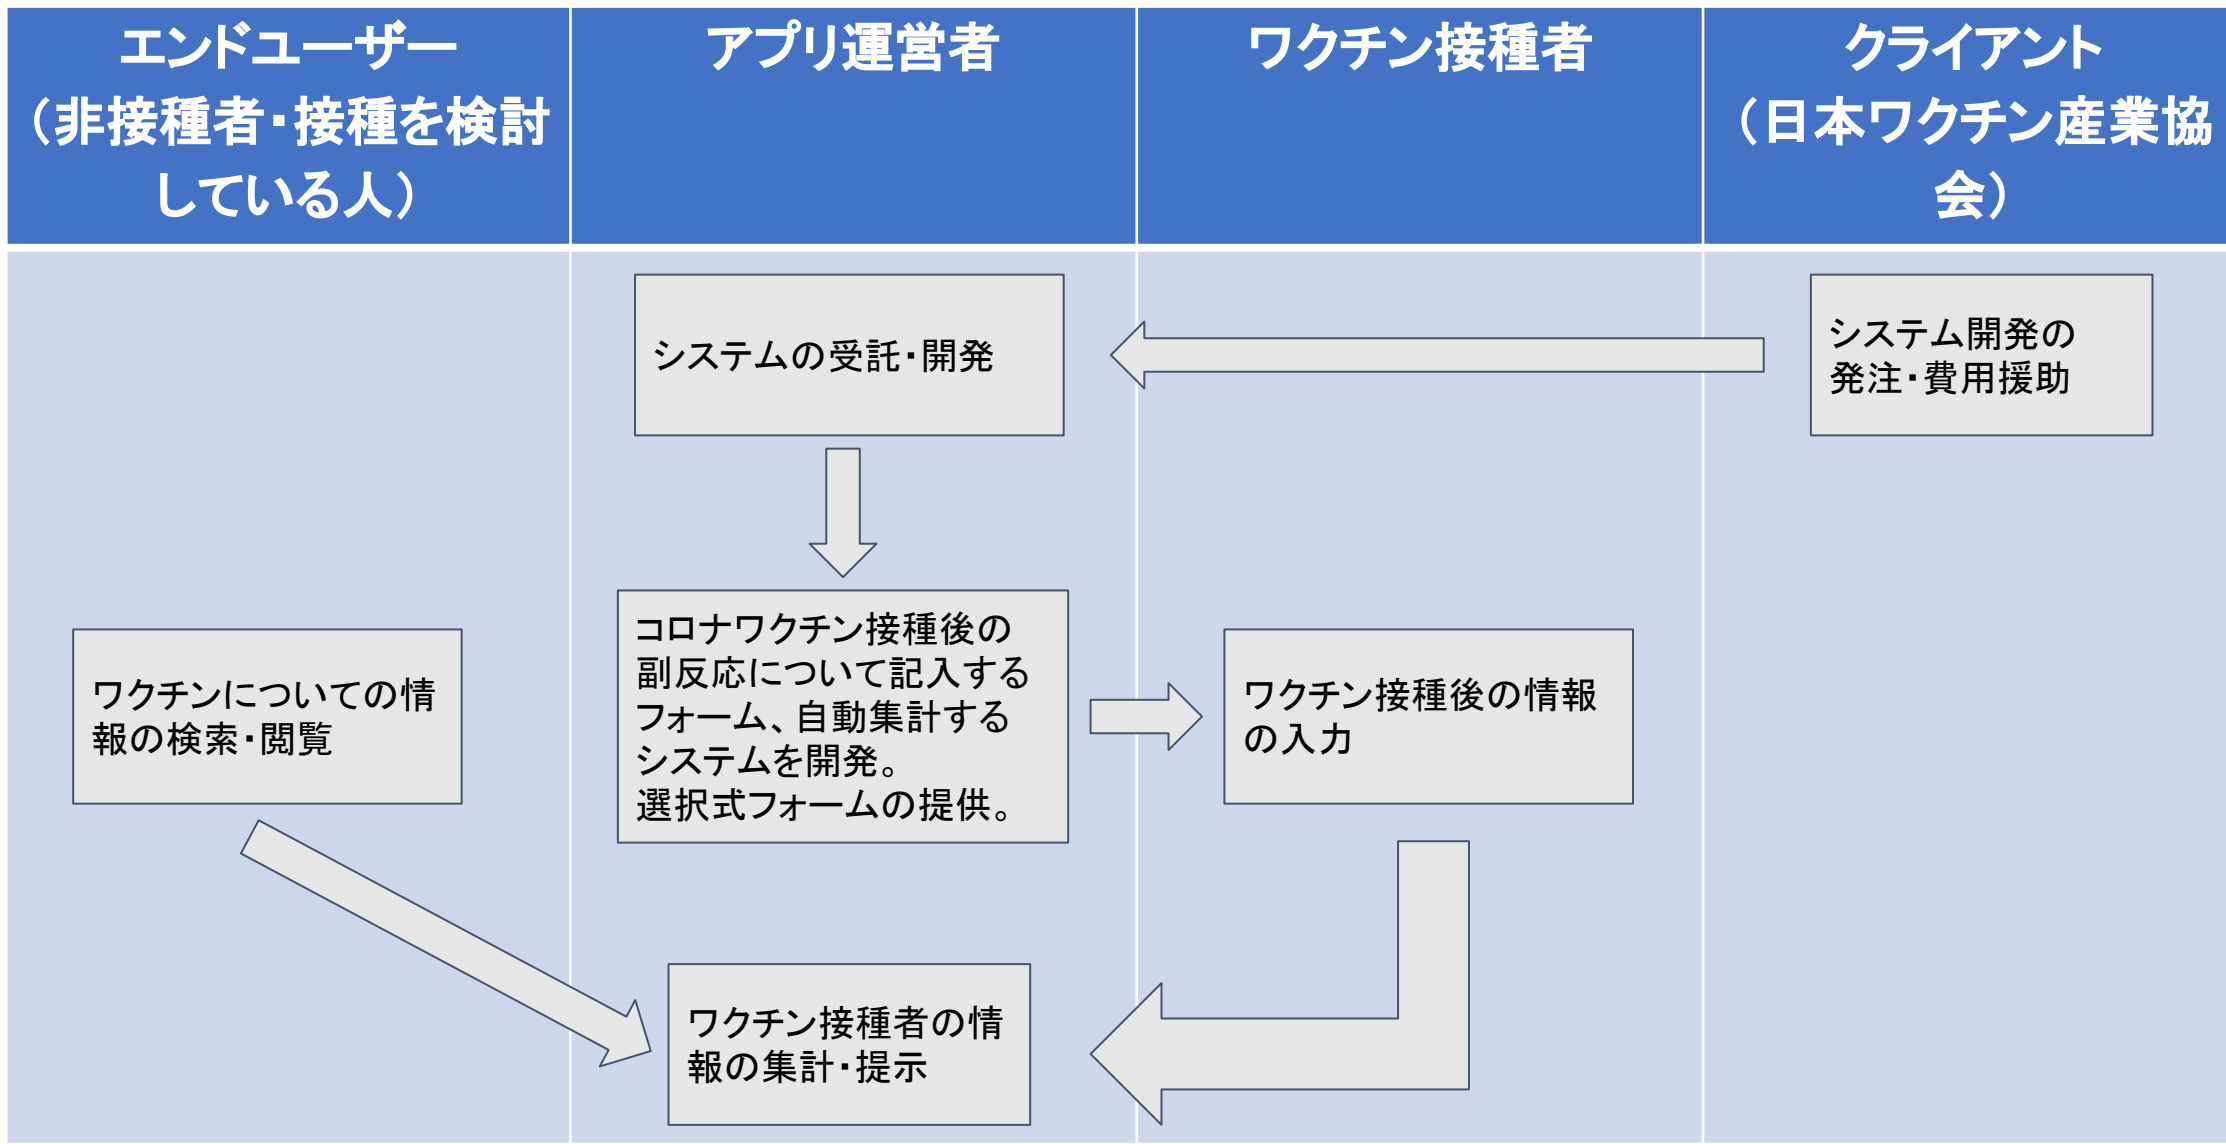 エンドユーザー
（非接種者・接種を検討
している人）
アプリ運営者
ワクチン接種者
クライアント
（日本ワクチン産業協
会）
システムの受託・開発
システム開発の
発注・費用援助
ワクチンについての情
報の検索・閲覧
コロナワクチン接種後の
副反応について記入する
フォーム、自動集計する
システムを開発。
選択式フォームの提供。
ワクチン接種後の情報
の入力
ワクチン接種者の情
報の集計・提示